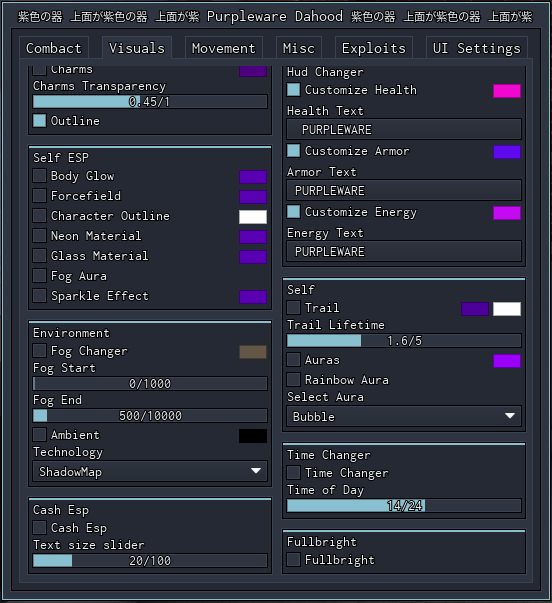 紫色の器 上面が紫色の器 上面が紫 Purpleware Dahood 紫色の器 上面が紫色の器 上面が紫
Combact Visuals Movement Misc Exploits UI Settings
Charms
Charms Transparency
0.45/1
Outline
Self ESP
Body Glow
Forcefield
Character Outline
Neon Material
Glass Material
Fog Aura
Sparkle Effect
Environment
Fog Changer
Fog Start
0/1000
Fog End
500/10000
Ambient
Technology
ShadowMap
Cash Esp
Cash Esp
Text size slider
20/100
Hud Changer
Customize Health
Health Text
PURPLEWARE
Customize Armor
Armor Text
PURPLEWARE
Customize Energy
Energy Text
PURPLEWARE
Self
Trail
Trail Lifetime
1.6/5
Auras
Rainbow Aura
Select Aura
Bubble
Time Changer
Time Changer
Time of Day
14/24
Fullbright
Fullbright